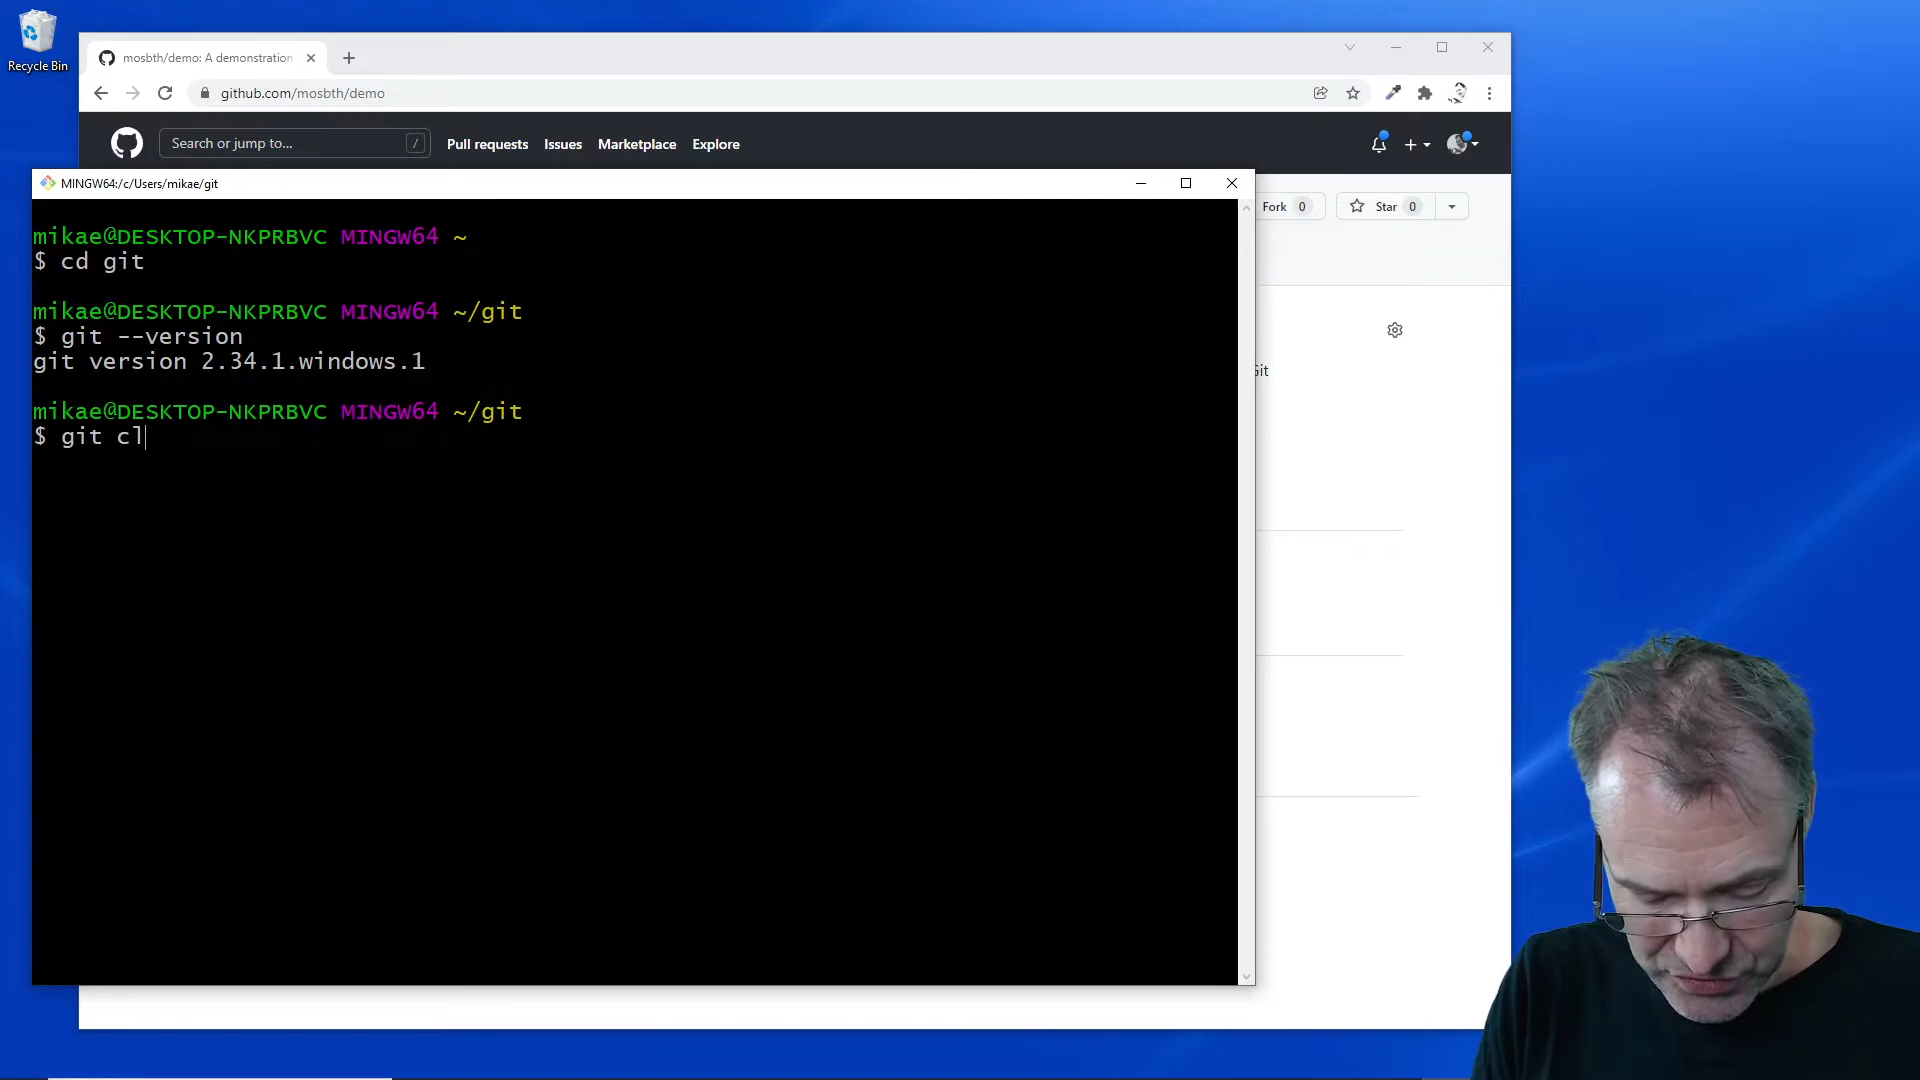 Recycle Bin
mosbth/demo: A demonstration
github.com/mosbth/demo
Search or jump to... /
Pull requests Issues Marketplace Explore
MINGW64:/c/Users/mikae/git
Fork 0 Star 0
mikae@DESKTOP-NKPRBVC MINGW64 ~
$ cd git
mikae@DESKTOP-NKPRBVC MINGW64 ~/git
$ git --version
git version 2.34.1.windows.1
Git
mikae@DESKTOP-NKPRBVC MINGW64 ~/git
$ git cl